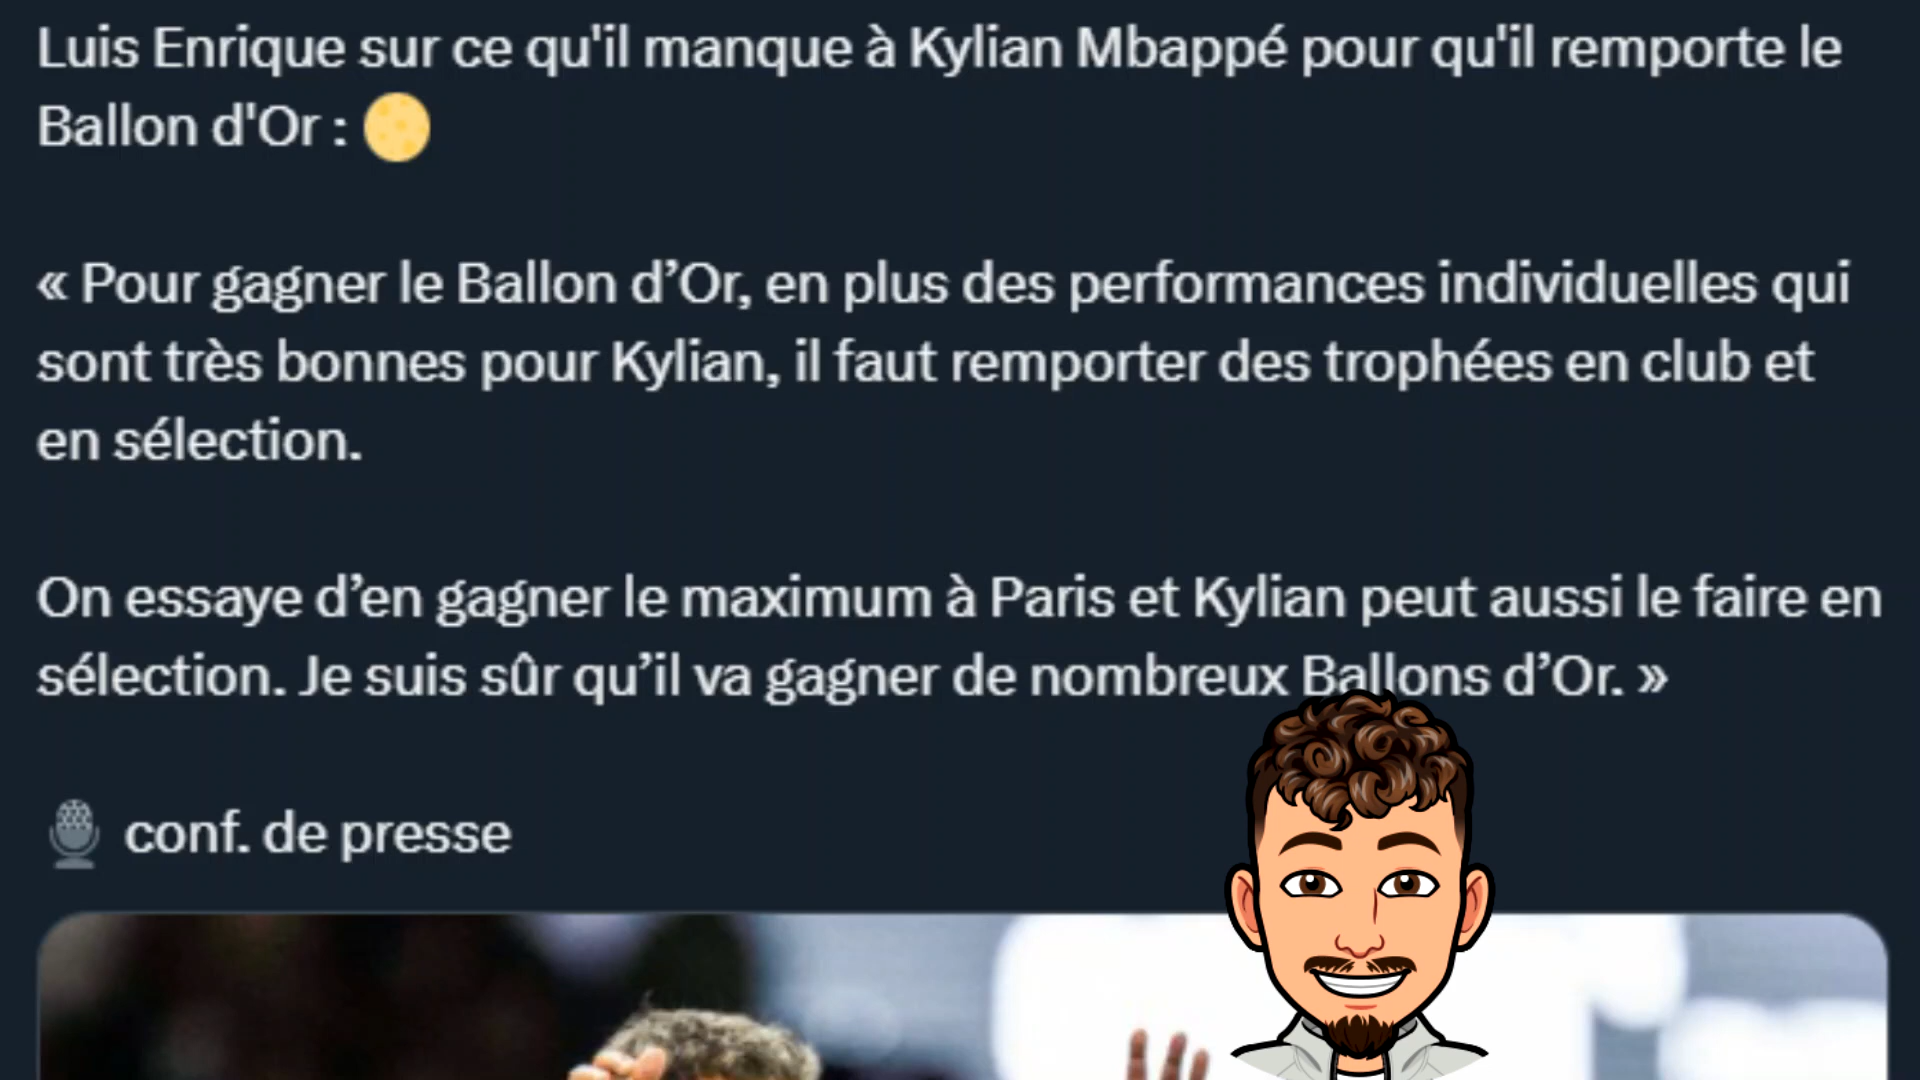 Luis Enrique sur ce qu'il manque à Kylian Mbappé pour qu'il remporte le
Ballon d'Or : 🌕
« Pour gagner le Ballon d’Or, en plus des performances individuelles qui
sont très bonnes pour Kylian, il faut remporter des trophées en club et
en sélection.
On essaye d’en gagner le maximum à Paris et Kylian peut aussi le faire en
sélection. Je suis sûr qu’il va gagner de nombreux Ballons d’Or. »
🎙 conf. de presse